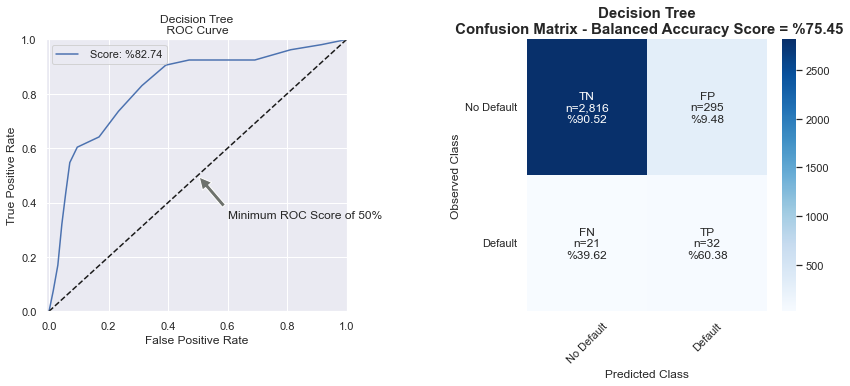 Decision Tree
ROC Curve
Score: %82.74
1.0
0.8
0.6
0.4
0.2
0.0
True Positive Rate
Minimum ROC Score of 50%
0.0
0.2
0.4
0.6
0.8
1.0
False Positive Rate
Decision Tree
Confusion Matrix - Balanced Accuracy Score = %75.45
Observed Class
No Default
Default
TN
n=2,816
%90.52
FP
n=295
%9.48
FN
n=21
%39.62
TP
n=32
%60.38
No Default
Default
Predicted Class
2500
2000
1500
1000
500